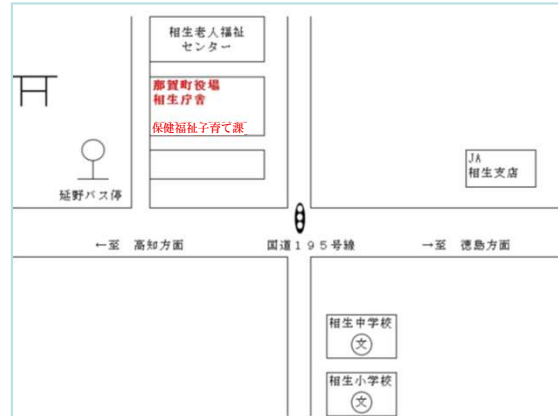 相生老人福祉
センター
那賀町役場
相生庁舎
保健福祉子育て課
延野バス停
JA
相生支店
←至　高知方面
国道１９５号線
→至　徳島方面
相生中学校
文
相生小学校
文